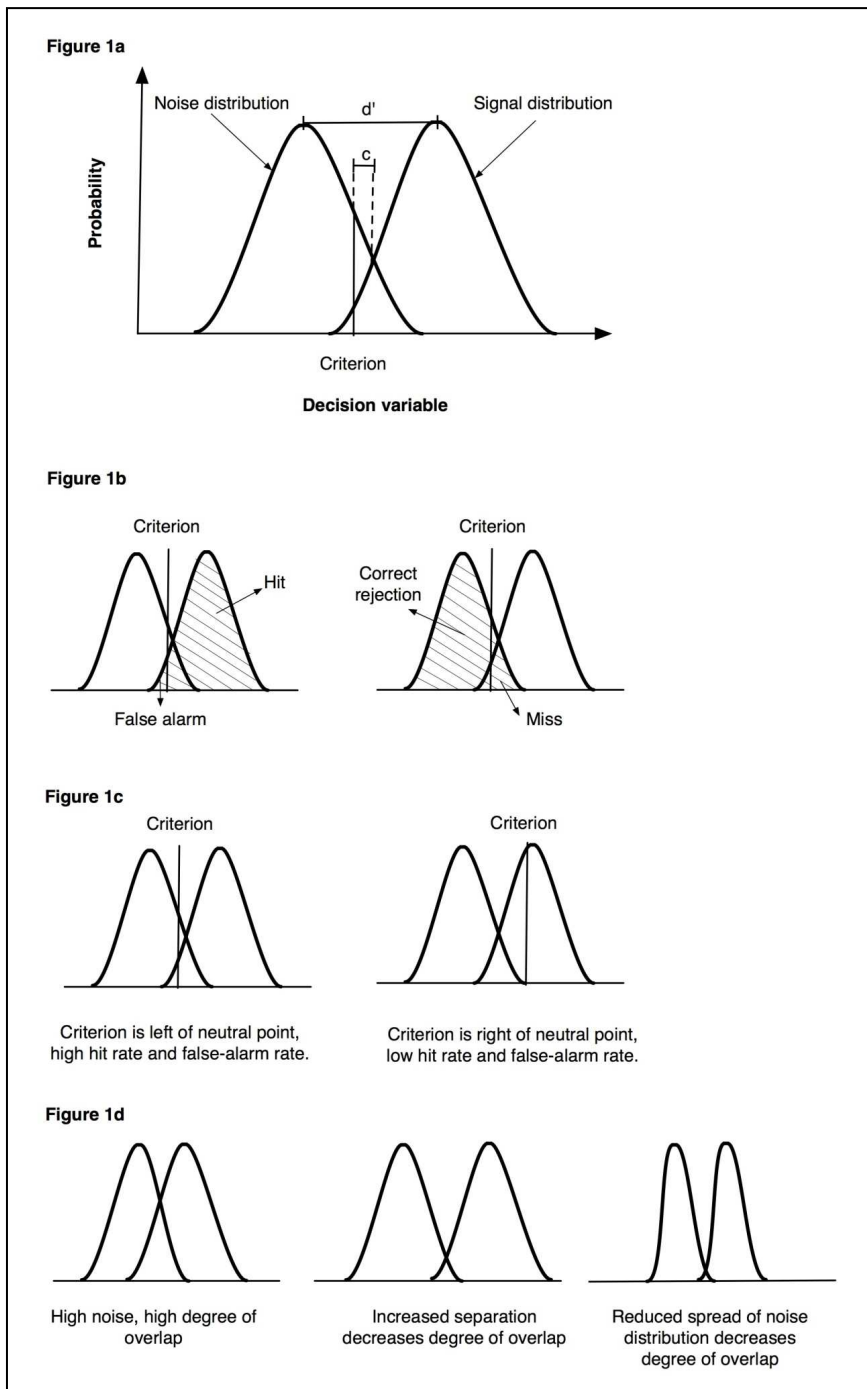 Figure 1a
Noise distribution
d'
Signal distribution
c
Probability
Criterion
Decision variable
Figure 1b
Criterion
Hit
False alarm
Criterion
Correct
rejection
Miss
Figure 1c
Criterion
Criterion is left of neutral point,
high hit rate and false-alarm rate.
Criterion
Criterion is right of neutral point,
low hit rate and false-alarm rate.
Figure 1d
High noise, high degree of
overlap
Increased separation
decreases degree of overlap
Reduced spread of noise
distribution decreases
degree of overlap